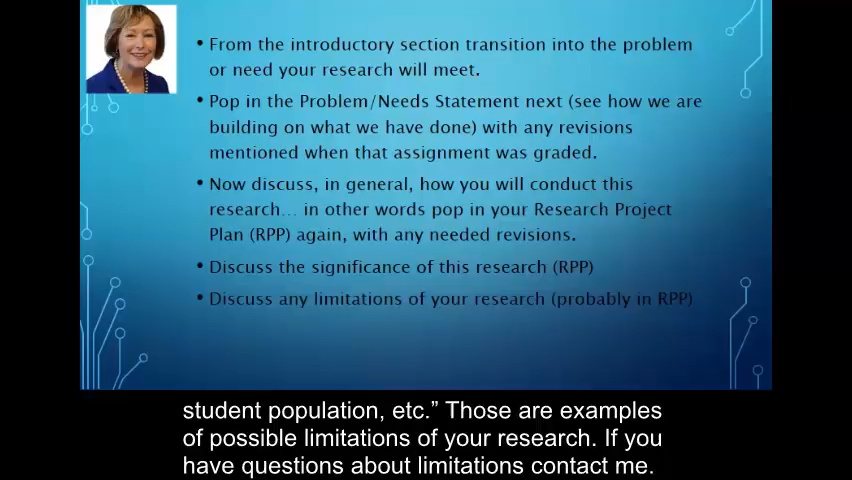 • From the introductory section transition into the problem
or need your research will meet.
• Pop in the Problem/Needs Statement next (see how we are
building on what we have done) with any revisions
mentioned when that assignment was graded.
• Now discuss, in general, how you will conduct this
research… in other words pop in your Research Project
Plan (RPP) again, with any needed revisions.
• Discuss the significance of this research (RPP)
• Discuss any limitations of your research (probably in RPP)
student population, etc.” Those are examples
of possible limitations of your research. If you
have questions about limitations contact me.